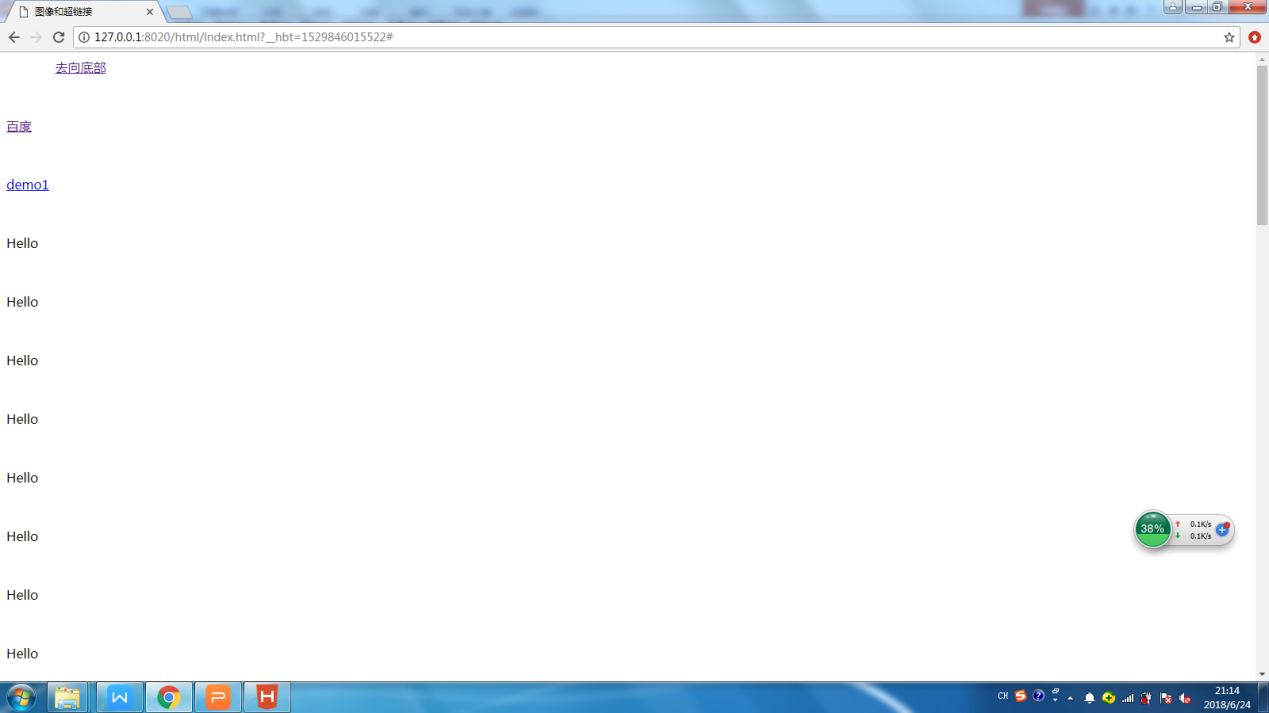 图像和超链接
127.0.0.1:8020/html/index.html?__hbt=1529846015522#
去向底部
百度
demo1
Hello
Hello
Hello
Hello
Hello
Hello
Hello
Hello
38%
0.1K/s
0.1K/s
CH
21:14
2018/6/24